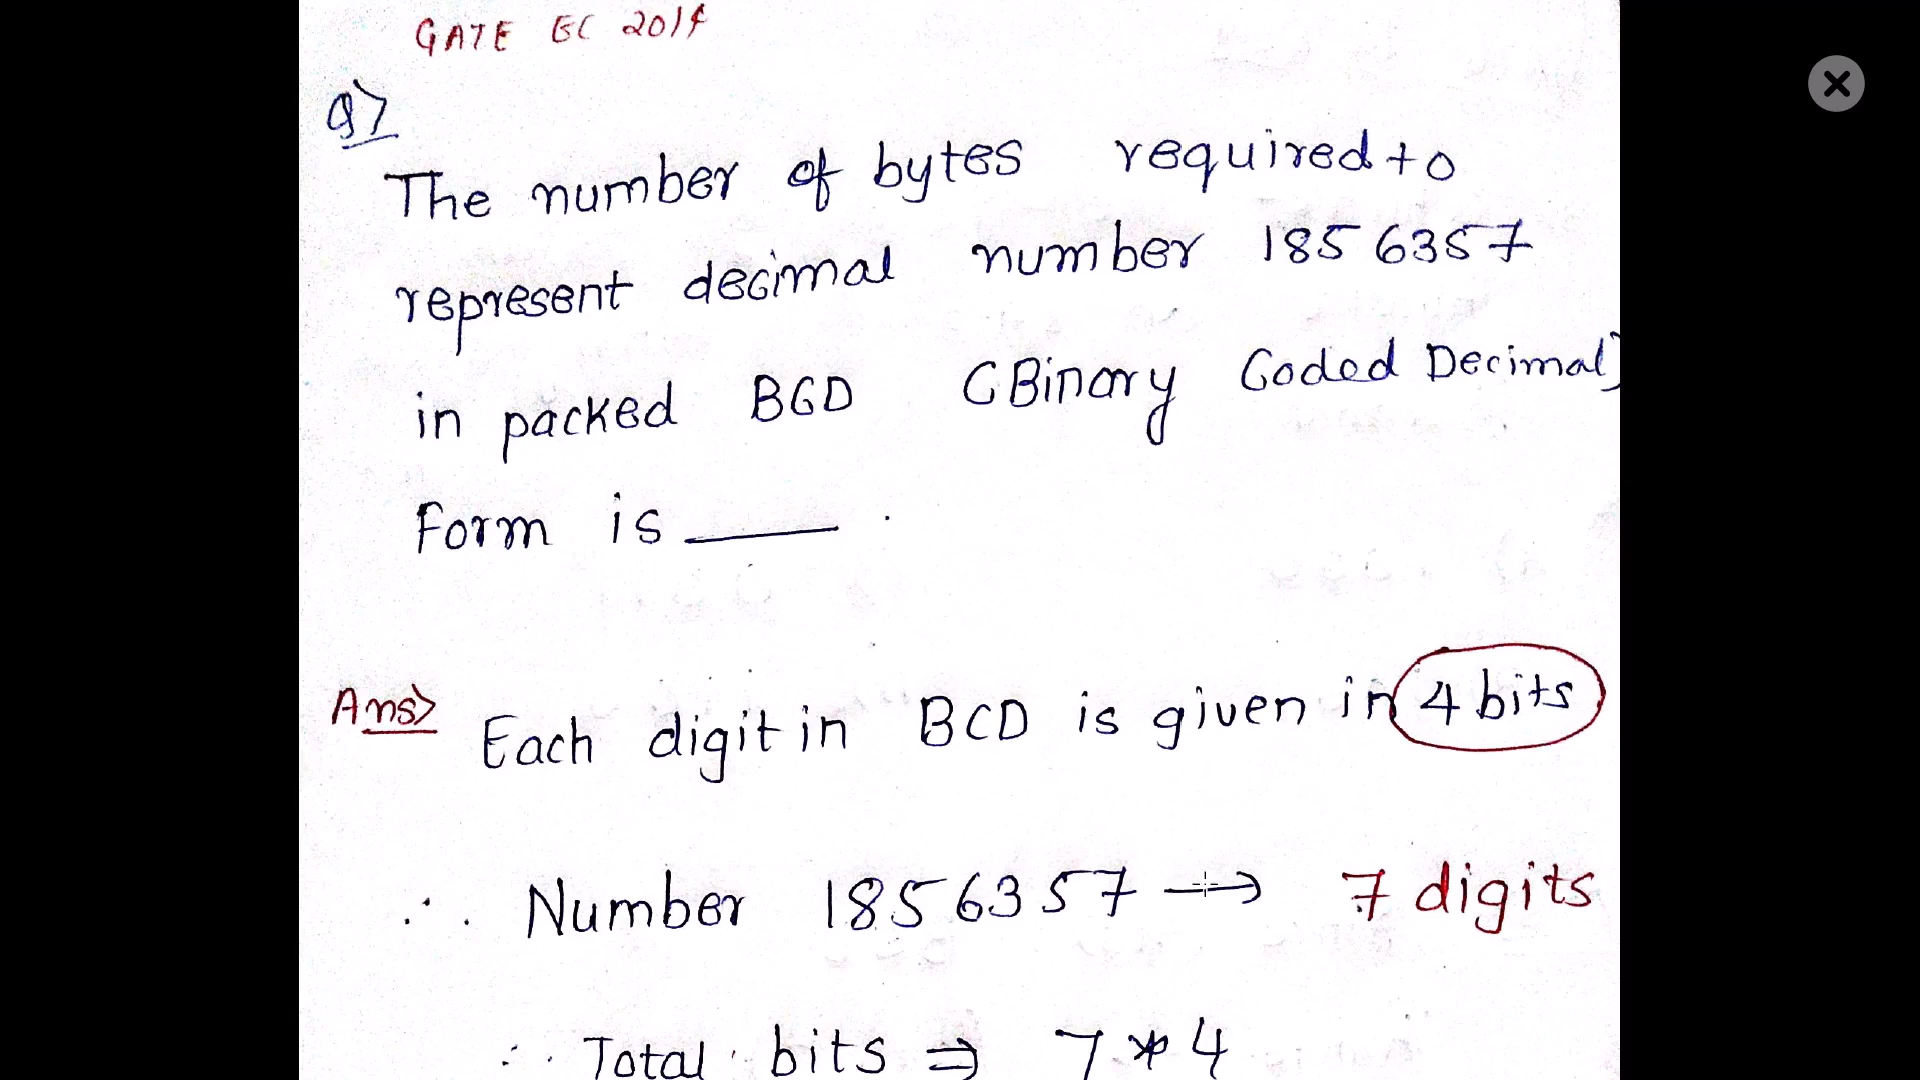 GATE EC 2014
Q>
The number of bytes required to
represent decimal number 1856357
in packed BCD (Binary Coded Decimal)
Form is ____ .
Ans> Each digit in BCD is given in 4 bits
∴ Number 1856357 → 7 digits
∴ Total bits ⇒ 7 * 4